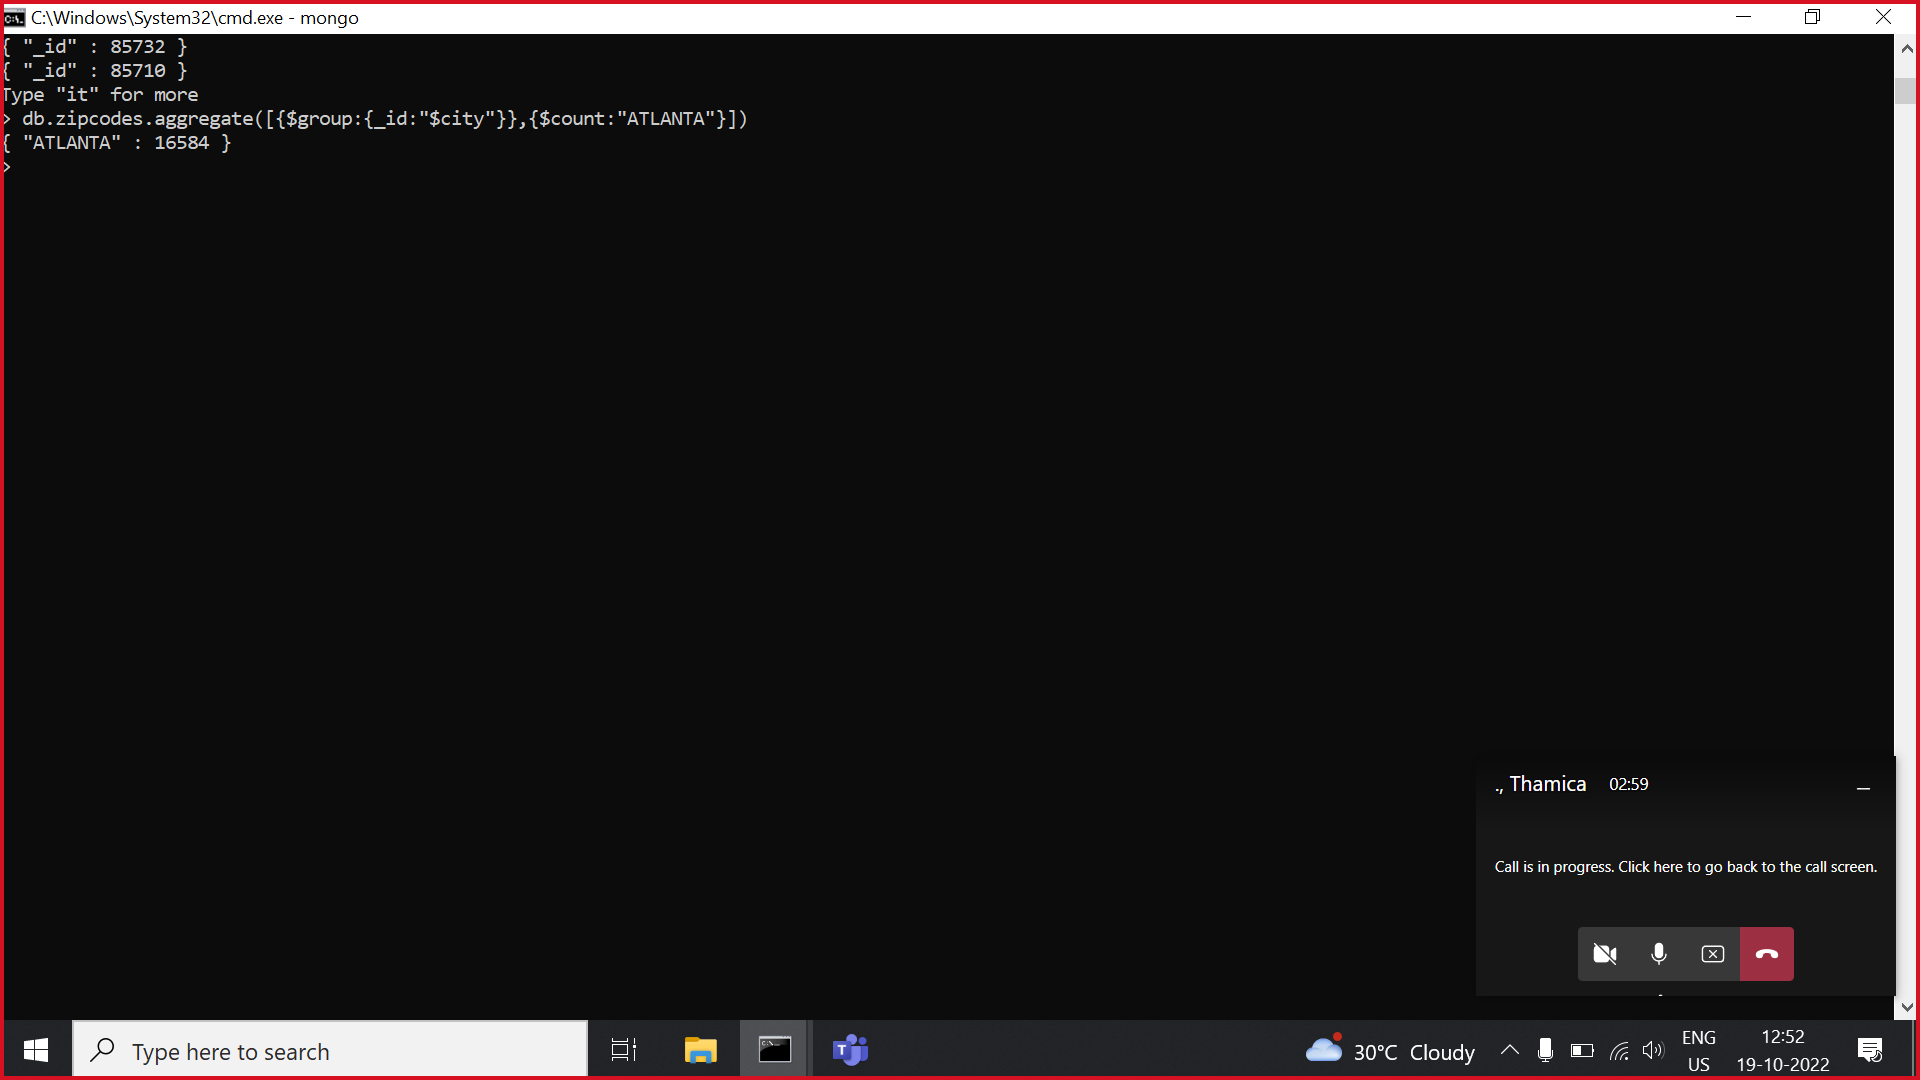 C:\Windows\System32\cmd.exe - mongo
{ "_id" : 85732 }
{ "_id" : 85710 }
Type "it" for more
> db.zipcodes.aggregate([{$group:{_id:"$city"}},{$count:"ATLANTA"}])
{ "ATLANTA" : 16584 }
>
., Thamica 02:59
Call is in progress. Click here to go back to the call screen.
Type here to search
30°C Cloudy
ENG
US
12:52
19-10-2022